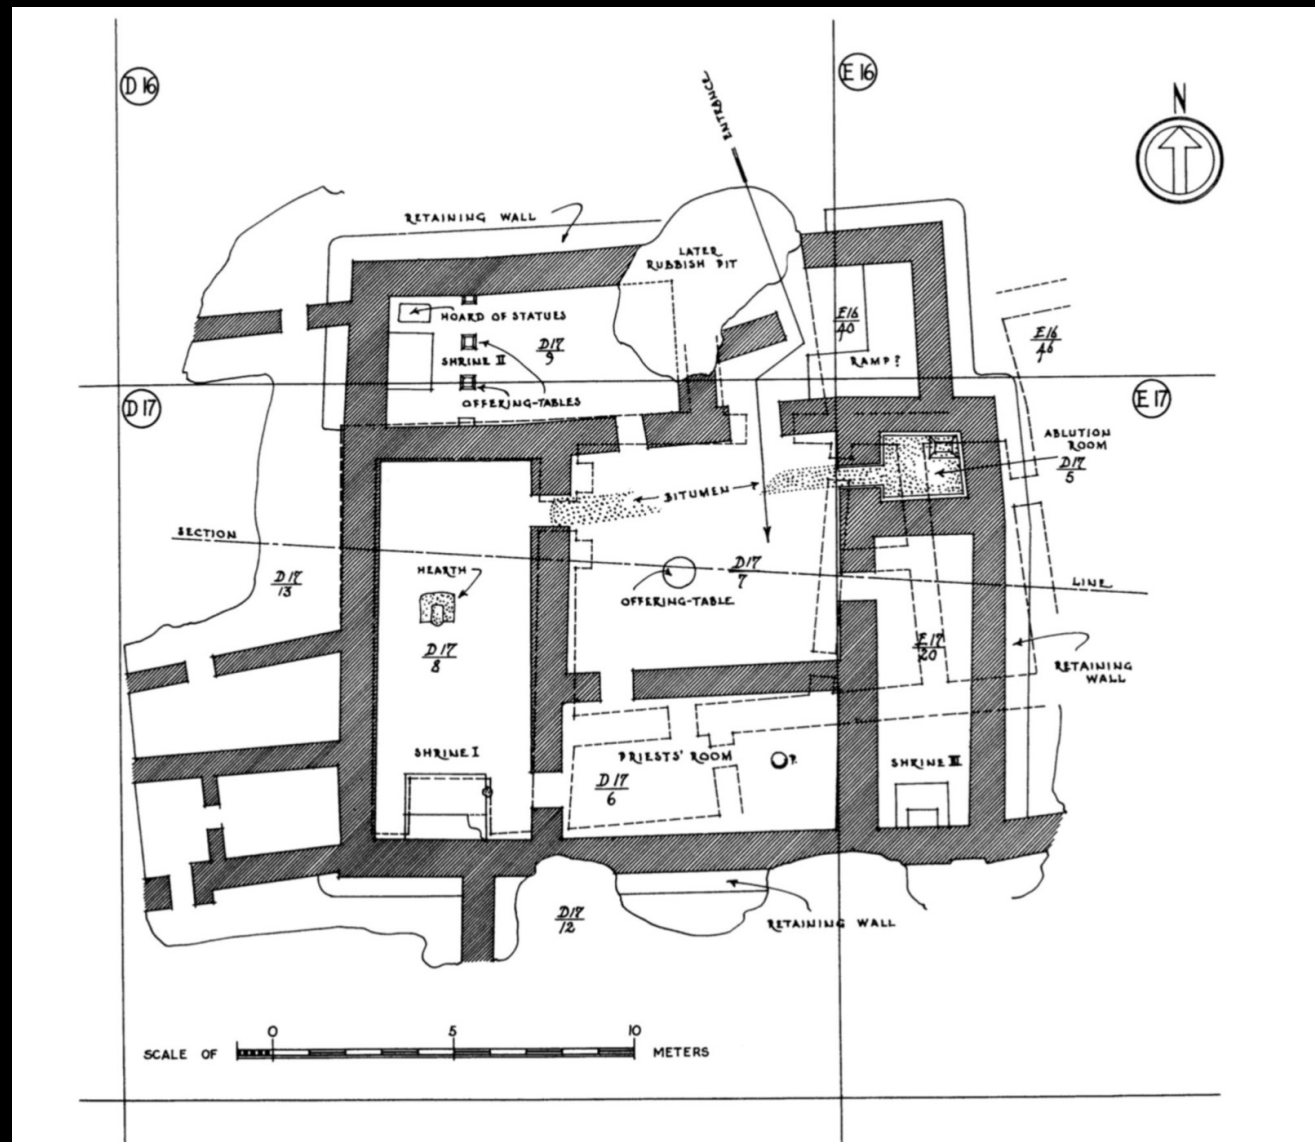 D 16
E 16
N
ENTRANCE
RETAINING WALL
LATER
RUBBISH PIT
HOARD OF STATUES
SHRINE II
D17
9
OFFERING-TABLES
E16
40
RAMP?
E16
46
D17
E17
ABLUTION
ROOM
D17
5
BITUMEN
SECTION
D17
13
HEARTH
D17
7
OFFERING-TABLE
LINE
D17
8
E17
20
RETAINING
WALL
SHRINE I
PRIESTS' ROOM
P.
D17
6
SHRINE III
D17
12
RETAINING WALL
0 5 10
SCALE OF METERS